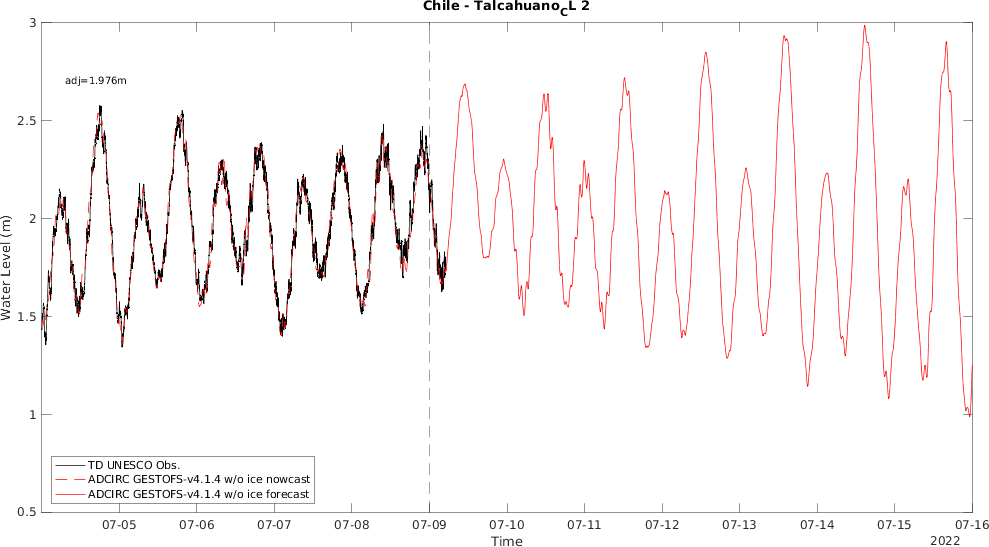 Chile - Talcahuano_CL 2
3
adj=1.976m
2.5
2
Water Level (m)
1.5
1
TD UNESCO Obs.
ADCIRC GESTOFS-v4.1.4 w/o ice nowcast
ADCIRC GESTOFS-v4.1.4 w/o ice forecast
0.5
07-05 07-06 07-07 07-08 07-09 07-10 07-11 07-12 07-13 07-14 07-15 07-16
Time
2022